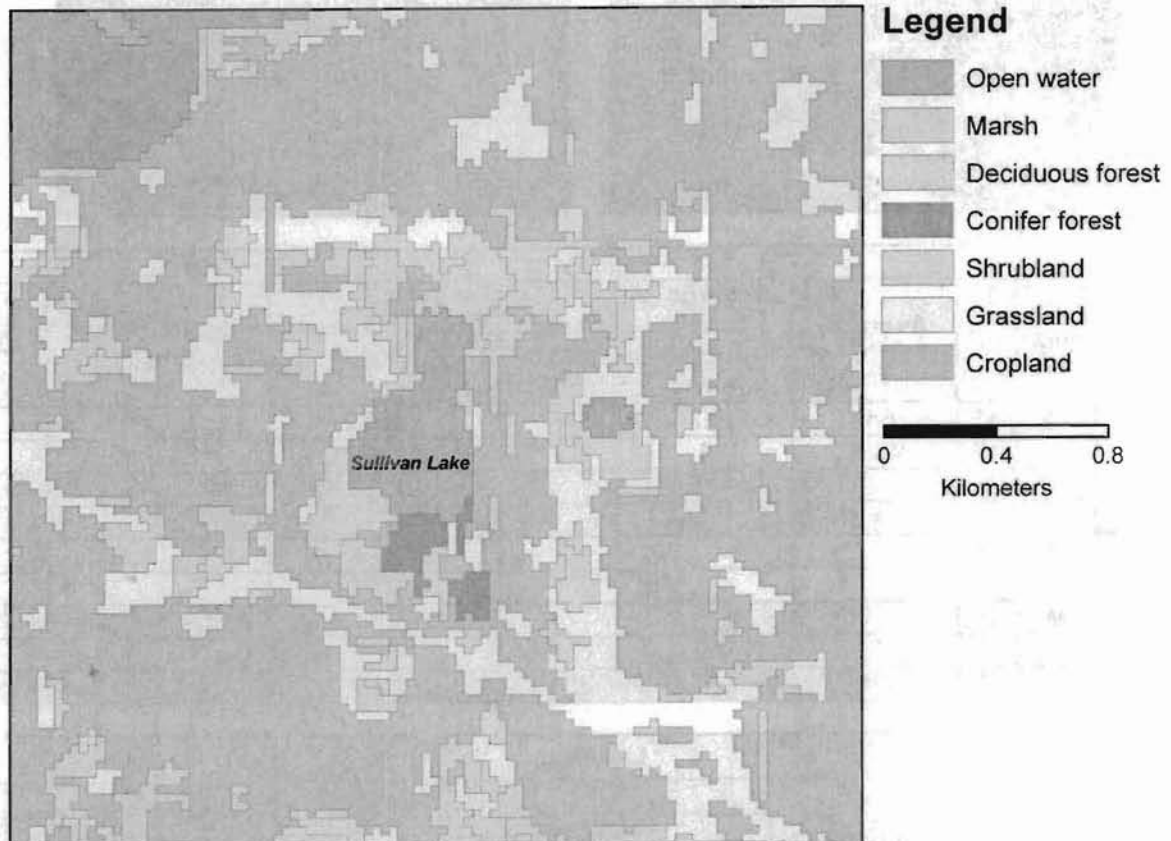 Legend
Open water
Marsh
Deciduous forest
Conifer forest
Shrubland
Grassland
Cropland
0 0.4 0.8
Kilometers
Sullivan Lake